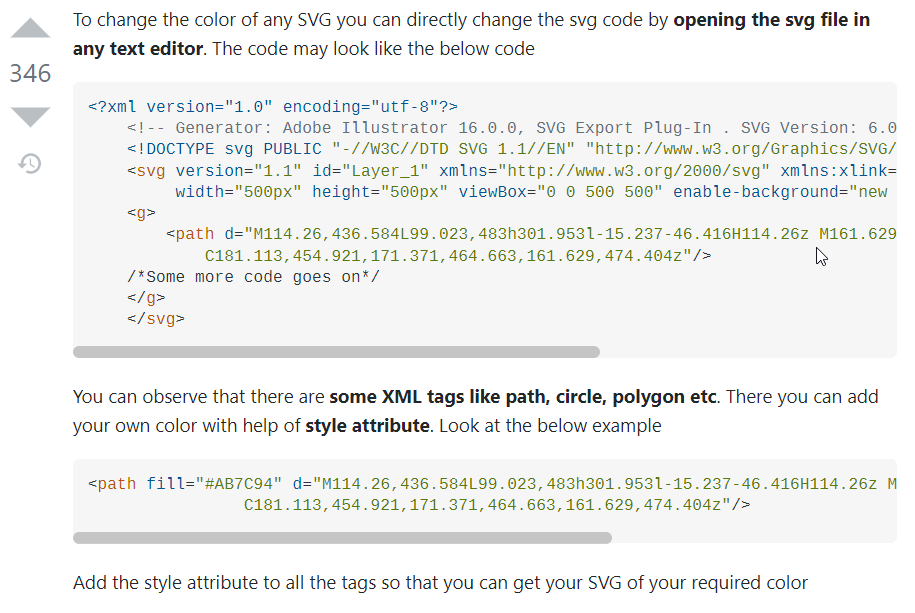 To change the color of any SVG you can directly change the svg code by opening the svg file in
any text editor. The code may look like the below code
346
<?xml version="1.0" encoding="utf-8"?>
<!-- Generator: Adobe Illustrator 16.0.0, SVG Export Plug-In . SVG Version: 6.0
<!DOCTYPE svg PUBLIC "-//W3C//DTD SVG 1.1//EN" "http://www.w3.org/Graphics/SVG/
<svg version="1.1" id="Layer_1" xmlns="http://www.w3.org/2000/svg" xmlns:xlink=
width="500px" height="500px" viewBox="0 0 500 500" enable-background="new
<g>
<path d="M114.26,436.584L99.023,483h301.953l-15.237-46.416H114.26z M161.629
C181.113,454.921,171.371,464.663,161.629,474.404z"/>
/*Some more code goes on*/
</g>
</svg>
You can observe that there are some XML tags like path, circle, polygon etc. There you can add
your own color with help of style attribute. Look at the below example
<path fill="#AB7C94" d="M114.26,436.584L99.023,483h301.953l-15.237-46.416H114.26z M
C181.113,454.921,171.371,464.663,161.629,474.404z"/>
Add the style attribute to all the tags so that you can get your SVG of your required color